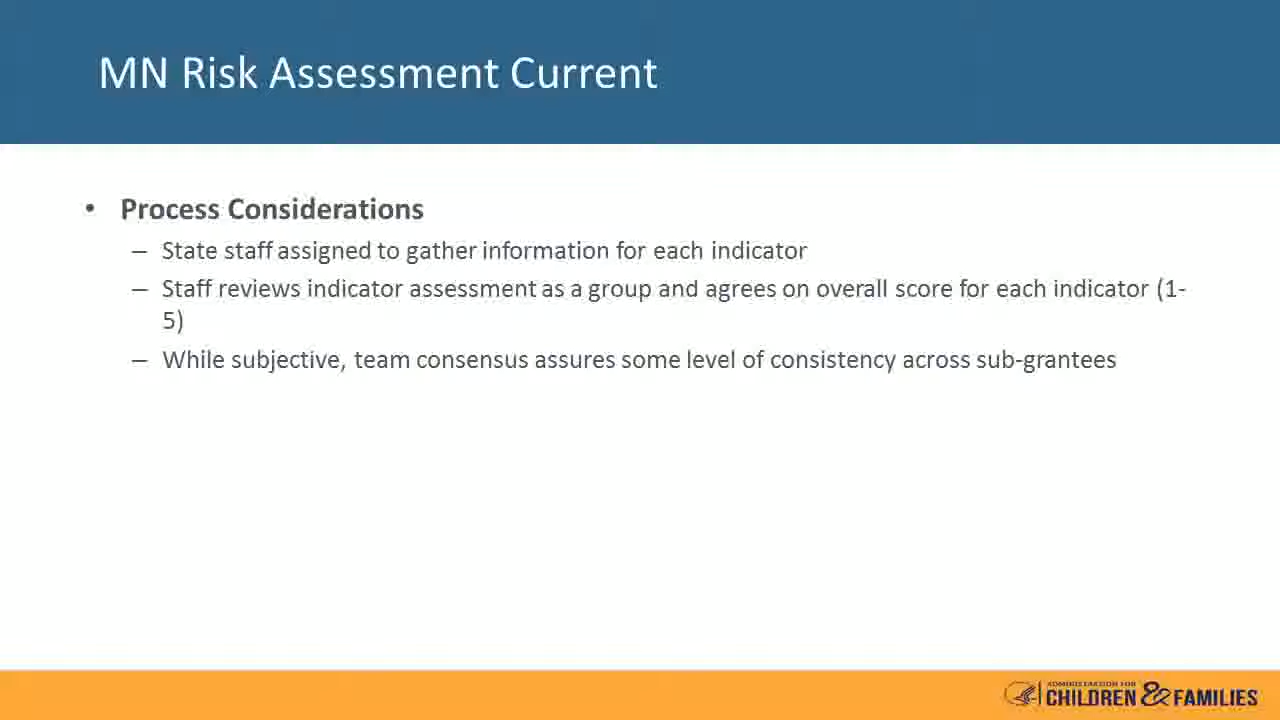 MN Risk Assessment Current
• Process Considerations
– State staff assigned to gather information for each indicator
– Staff reviews indicator assessment as a group and agrees on overall score for each indicator (1-
5)
– While subjective, team consensus assures some level of consistency across sub-grantees
ADMINISTRATION FOR
CHILDREN & FAMILIES